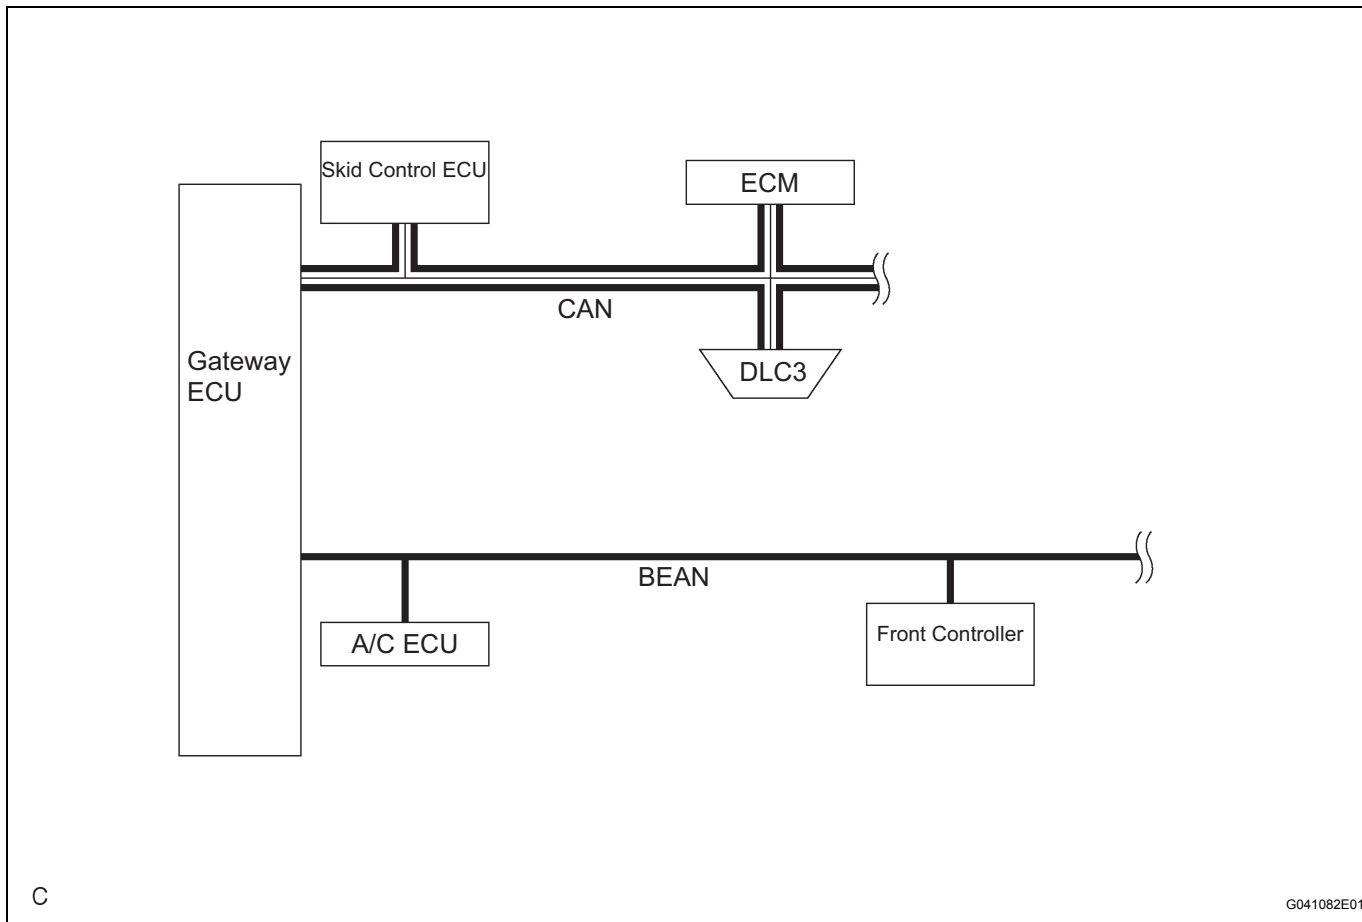 Skid Control ECU
ECM
CAN
Gateway
ECU
DLC3
BEAN
A/C ECU
Front Controller
C
G041082E01